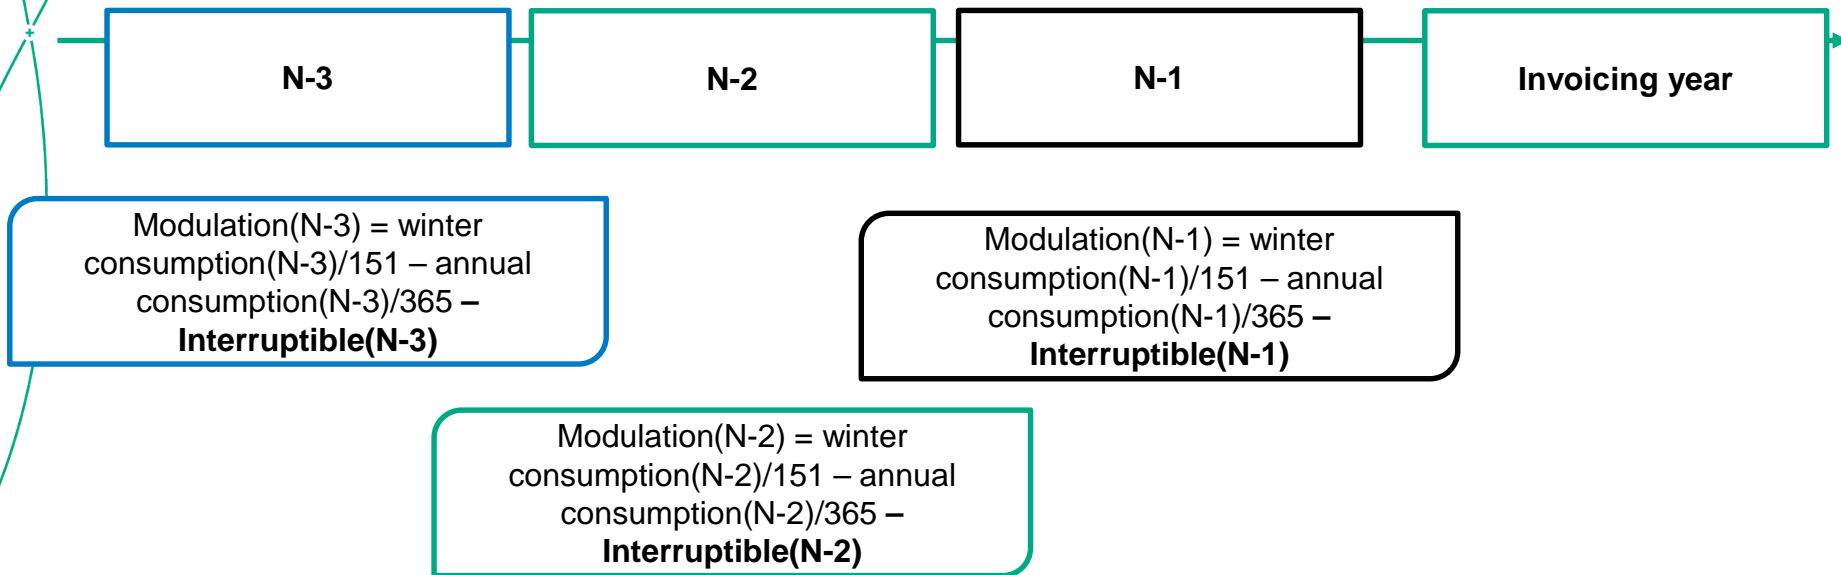 N-3
N-2
N-1
Invoicing year
Modulation(N-3) = winter
consumption(N-3)/151 – annual
consumption(N-3)/365 –
Interruptible(N-3)
Modulation(N-1) = winter
consumption(N-1)/151 – annual
consumption(N-1)/365 –
Interruptible(N-1)
Modulation(N-2) = winter
consumption(N-2)/151 – annual
consumption(N-2)/365 –
Interruptible(N-2)